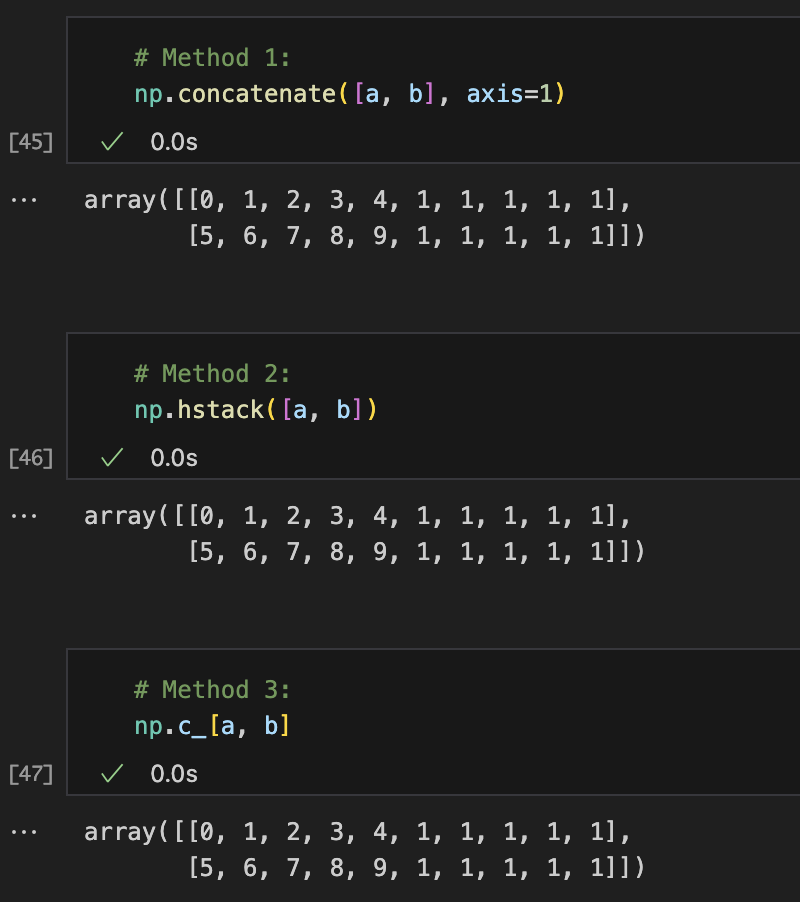 # Method 1:
np.concatenate([a, b], axis=1)
[45] 0.0s
... array([[0, 1, 2, 3, 4, 1, 1, 1, 1, 1],
[5, 6, 7, 8, 9, 1, 1, 1, 1, 1]])
# Method 2:
np.hstack([a, b])
[46] 0.0s
... array([[0, 1, 2, 3, 4, 1, 1, 1, 1, 1],
[5, 6, 7, 8, 9, 1, 1, 1, 1, 1]])
# Method 3:
np.c_[a, b]
[47] 0.0s
... array([[0, 1, 2, 3, 4, 1, 1, 1, 1, 1],
[5, 6, 7, 8, 9, 1, 1, 1, 1, 1]])